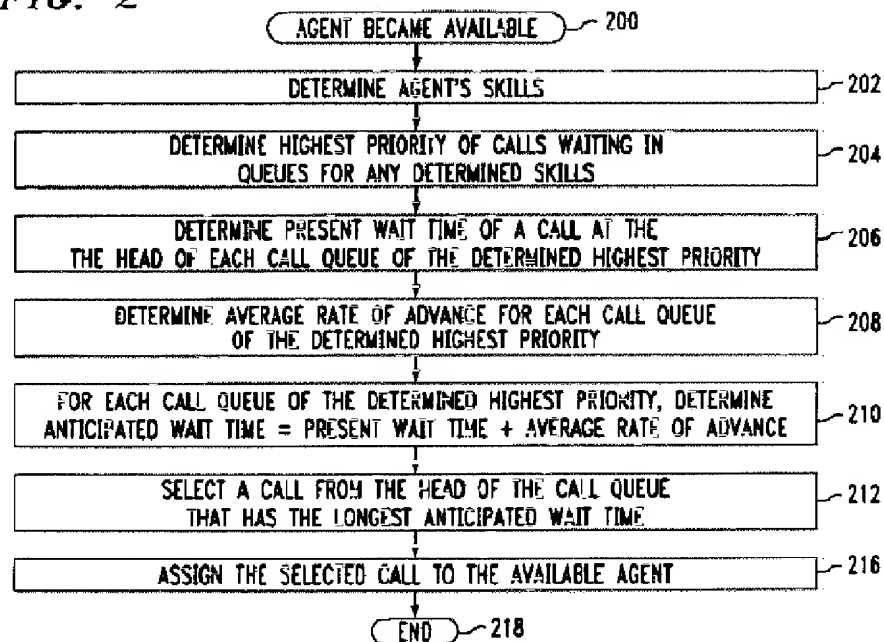 FIG. 2
AGENT BECAME AVAILABLE
200
DETERMINE AGENT'S SKILLS
202
DETERMINE HIGHEST PRIORITY OF CALLS WAITING IN
QUEUES FOR ANY DETERMINED SKILLS
204
DETERMINE PRESENT WAIT TIME OF A CALL AT THE
THE HEAD OF EACH CALL QUEUE OF THE DETERMINED HIGHEST PRIORITY
206
DETERMINE AVERAGE RATE OF ADVANCE FOR EACH CALL QUEUE
OF THE DETERMINED HIGHEST PRIORITY
208
FOR EACH CALL QUEUE OF THE DETERMINED HIGHEST PRIORITY, DETERMINE
ANTICIPATED WAIT TIME = PRESENT WAIT TIME + AVERAGE RATE OF ADVANCE
210
SELECT A CALL FROM THE HEAD OF THE CALL QUEUE
THAT HAS THE LONGEST ANTICIPATED WAIT TIME
212
ASSIGN THE SELECTED CALL TO THE AVAILABLE AGENT
216
END
218